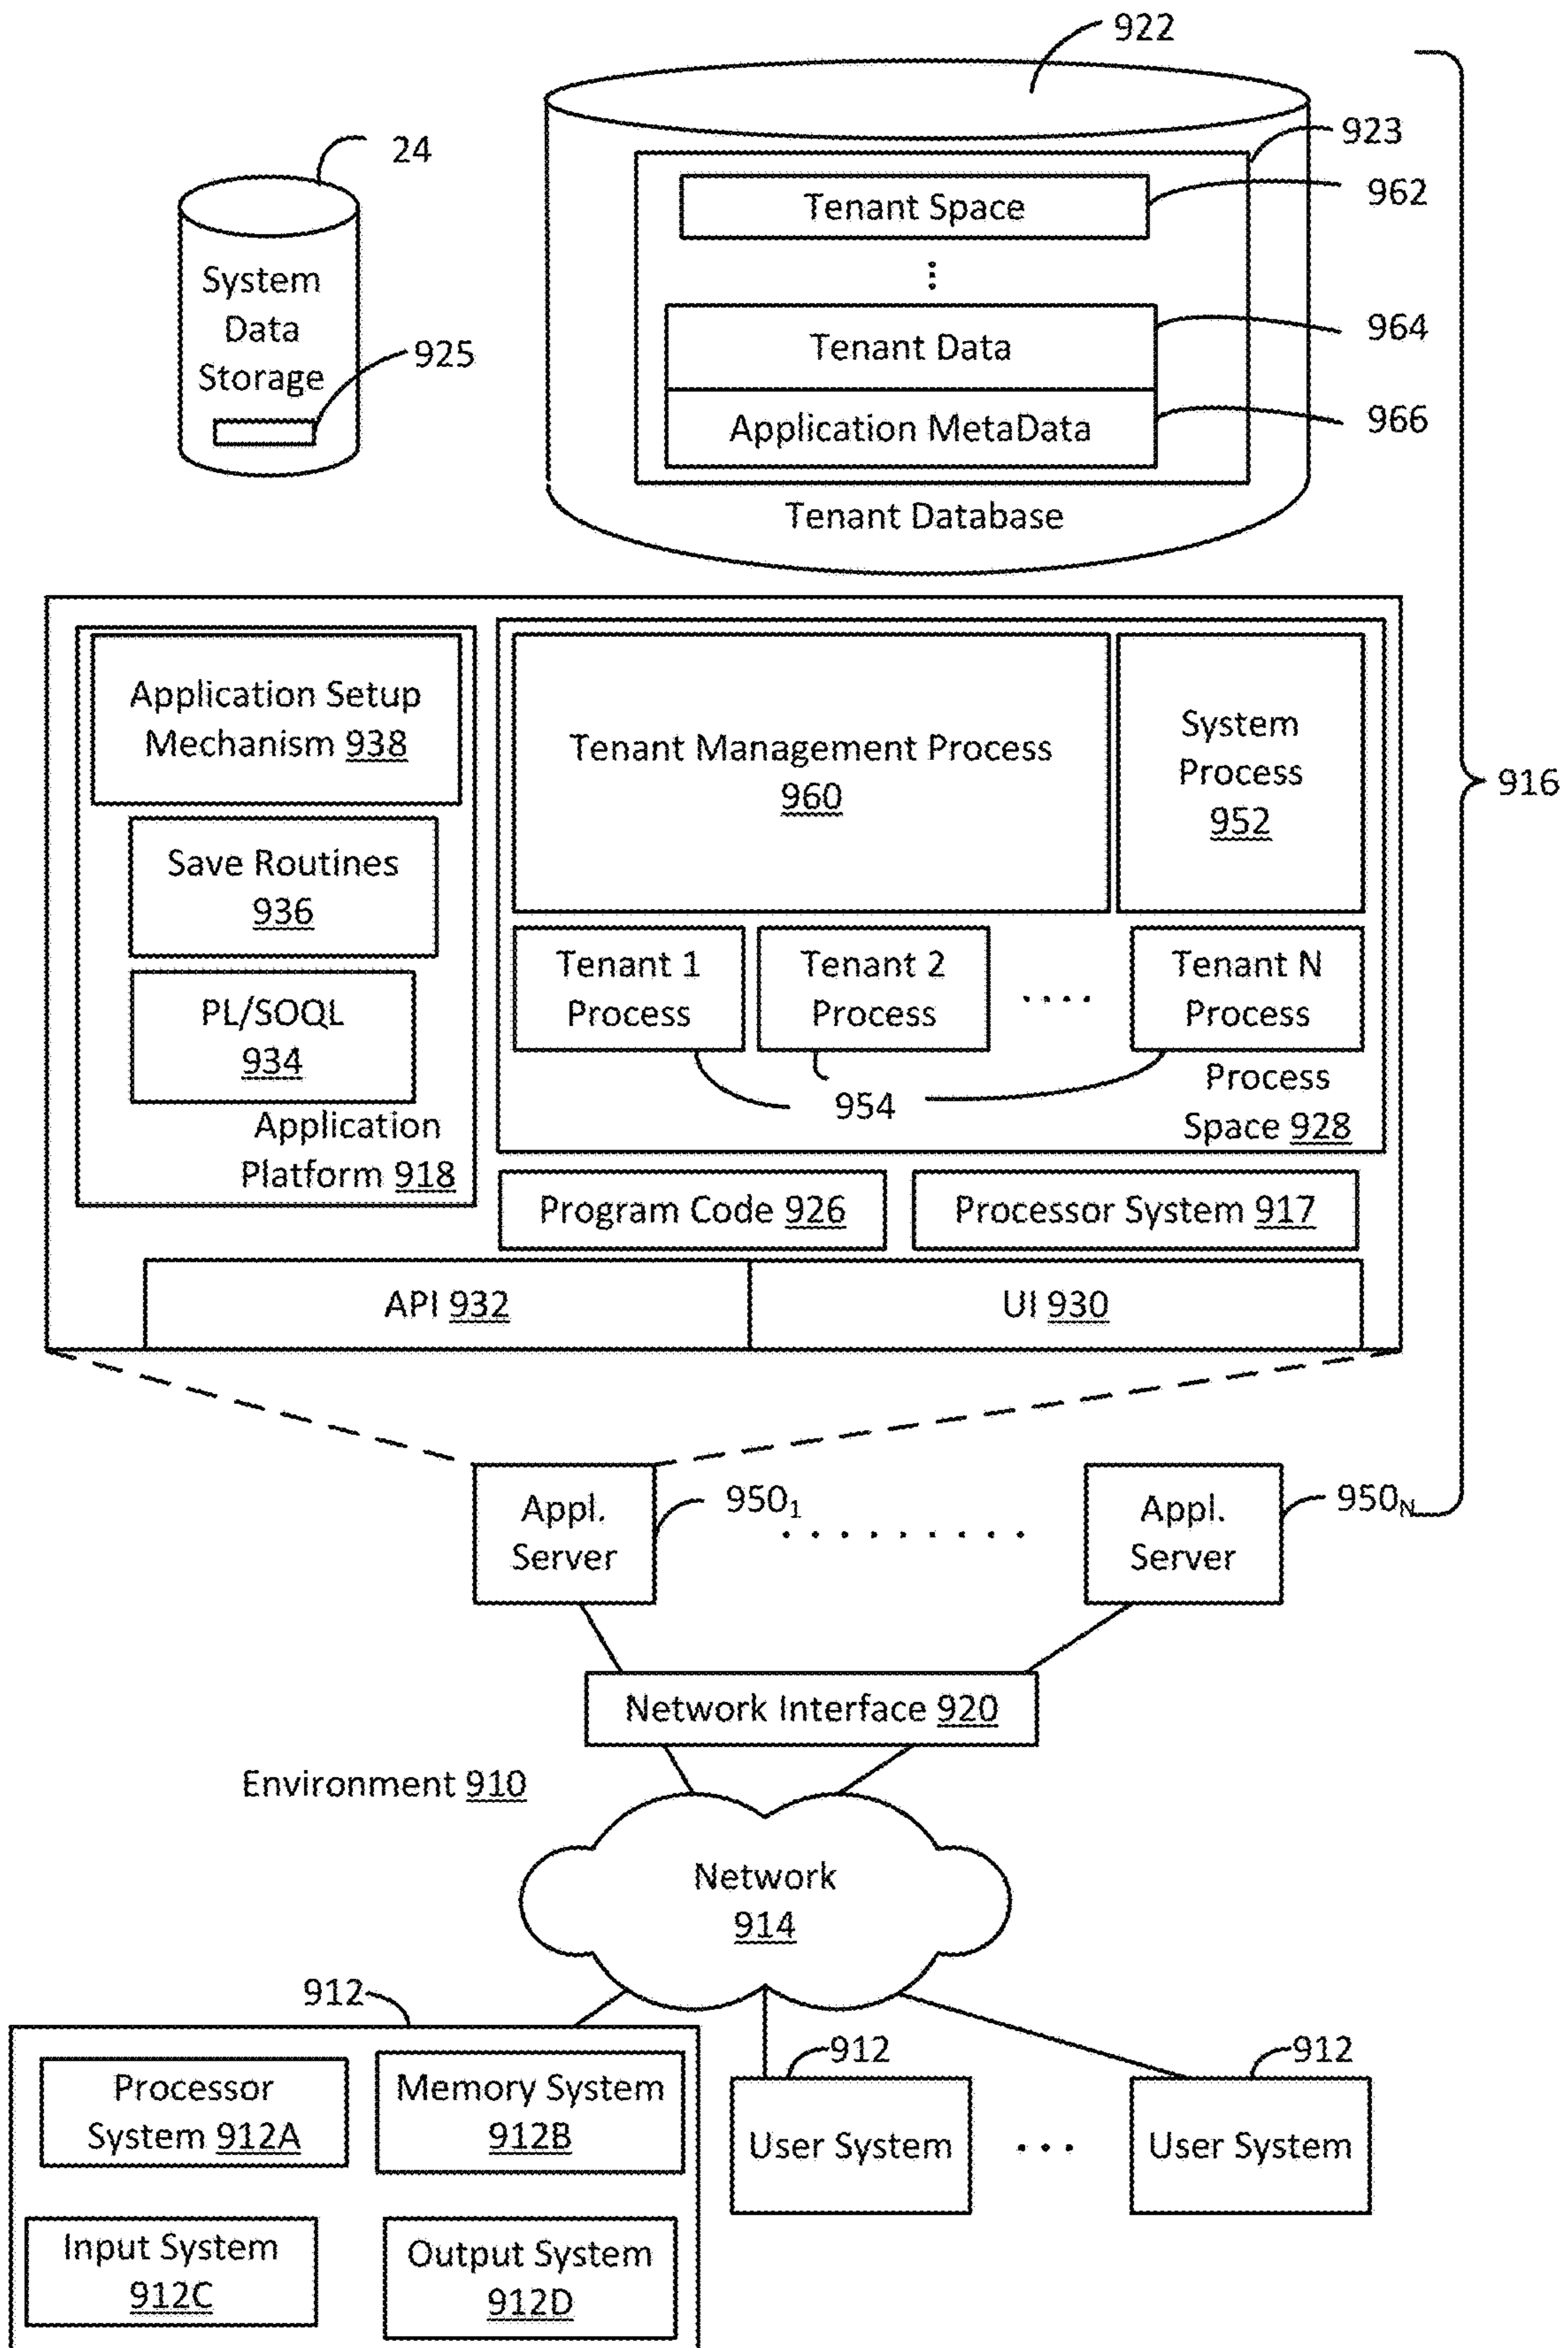 922
24
923
Tenant Space
962
System
Data
Storage
925
Tenant Data
964
Application MetaData
966
Tenant Database
Application Setup
Mechanism 938
Tenant Management Process
960
System
Process
952
916
Save Routines
936
Tenant 1
Process
Tenant 2
Process
....
Tenant N
Process
PL/SOQL
934
954
Process
Space 928
Application
Platform 918
Program Code 926
Processor System 917
API 932
UI 930
Appl.
Server
950₁
Appl.
Server
950N
Network Interface 920
Environment 910
Network
914
912
Processor
System 912A
Memory System
912B
912
User System
...
912
User System
Input System
912C
Output System
912D